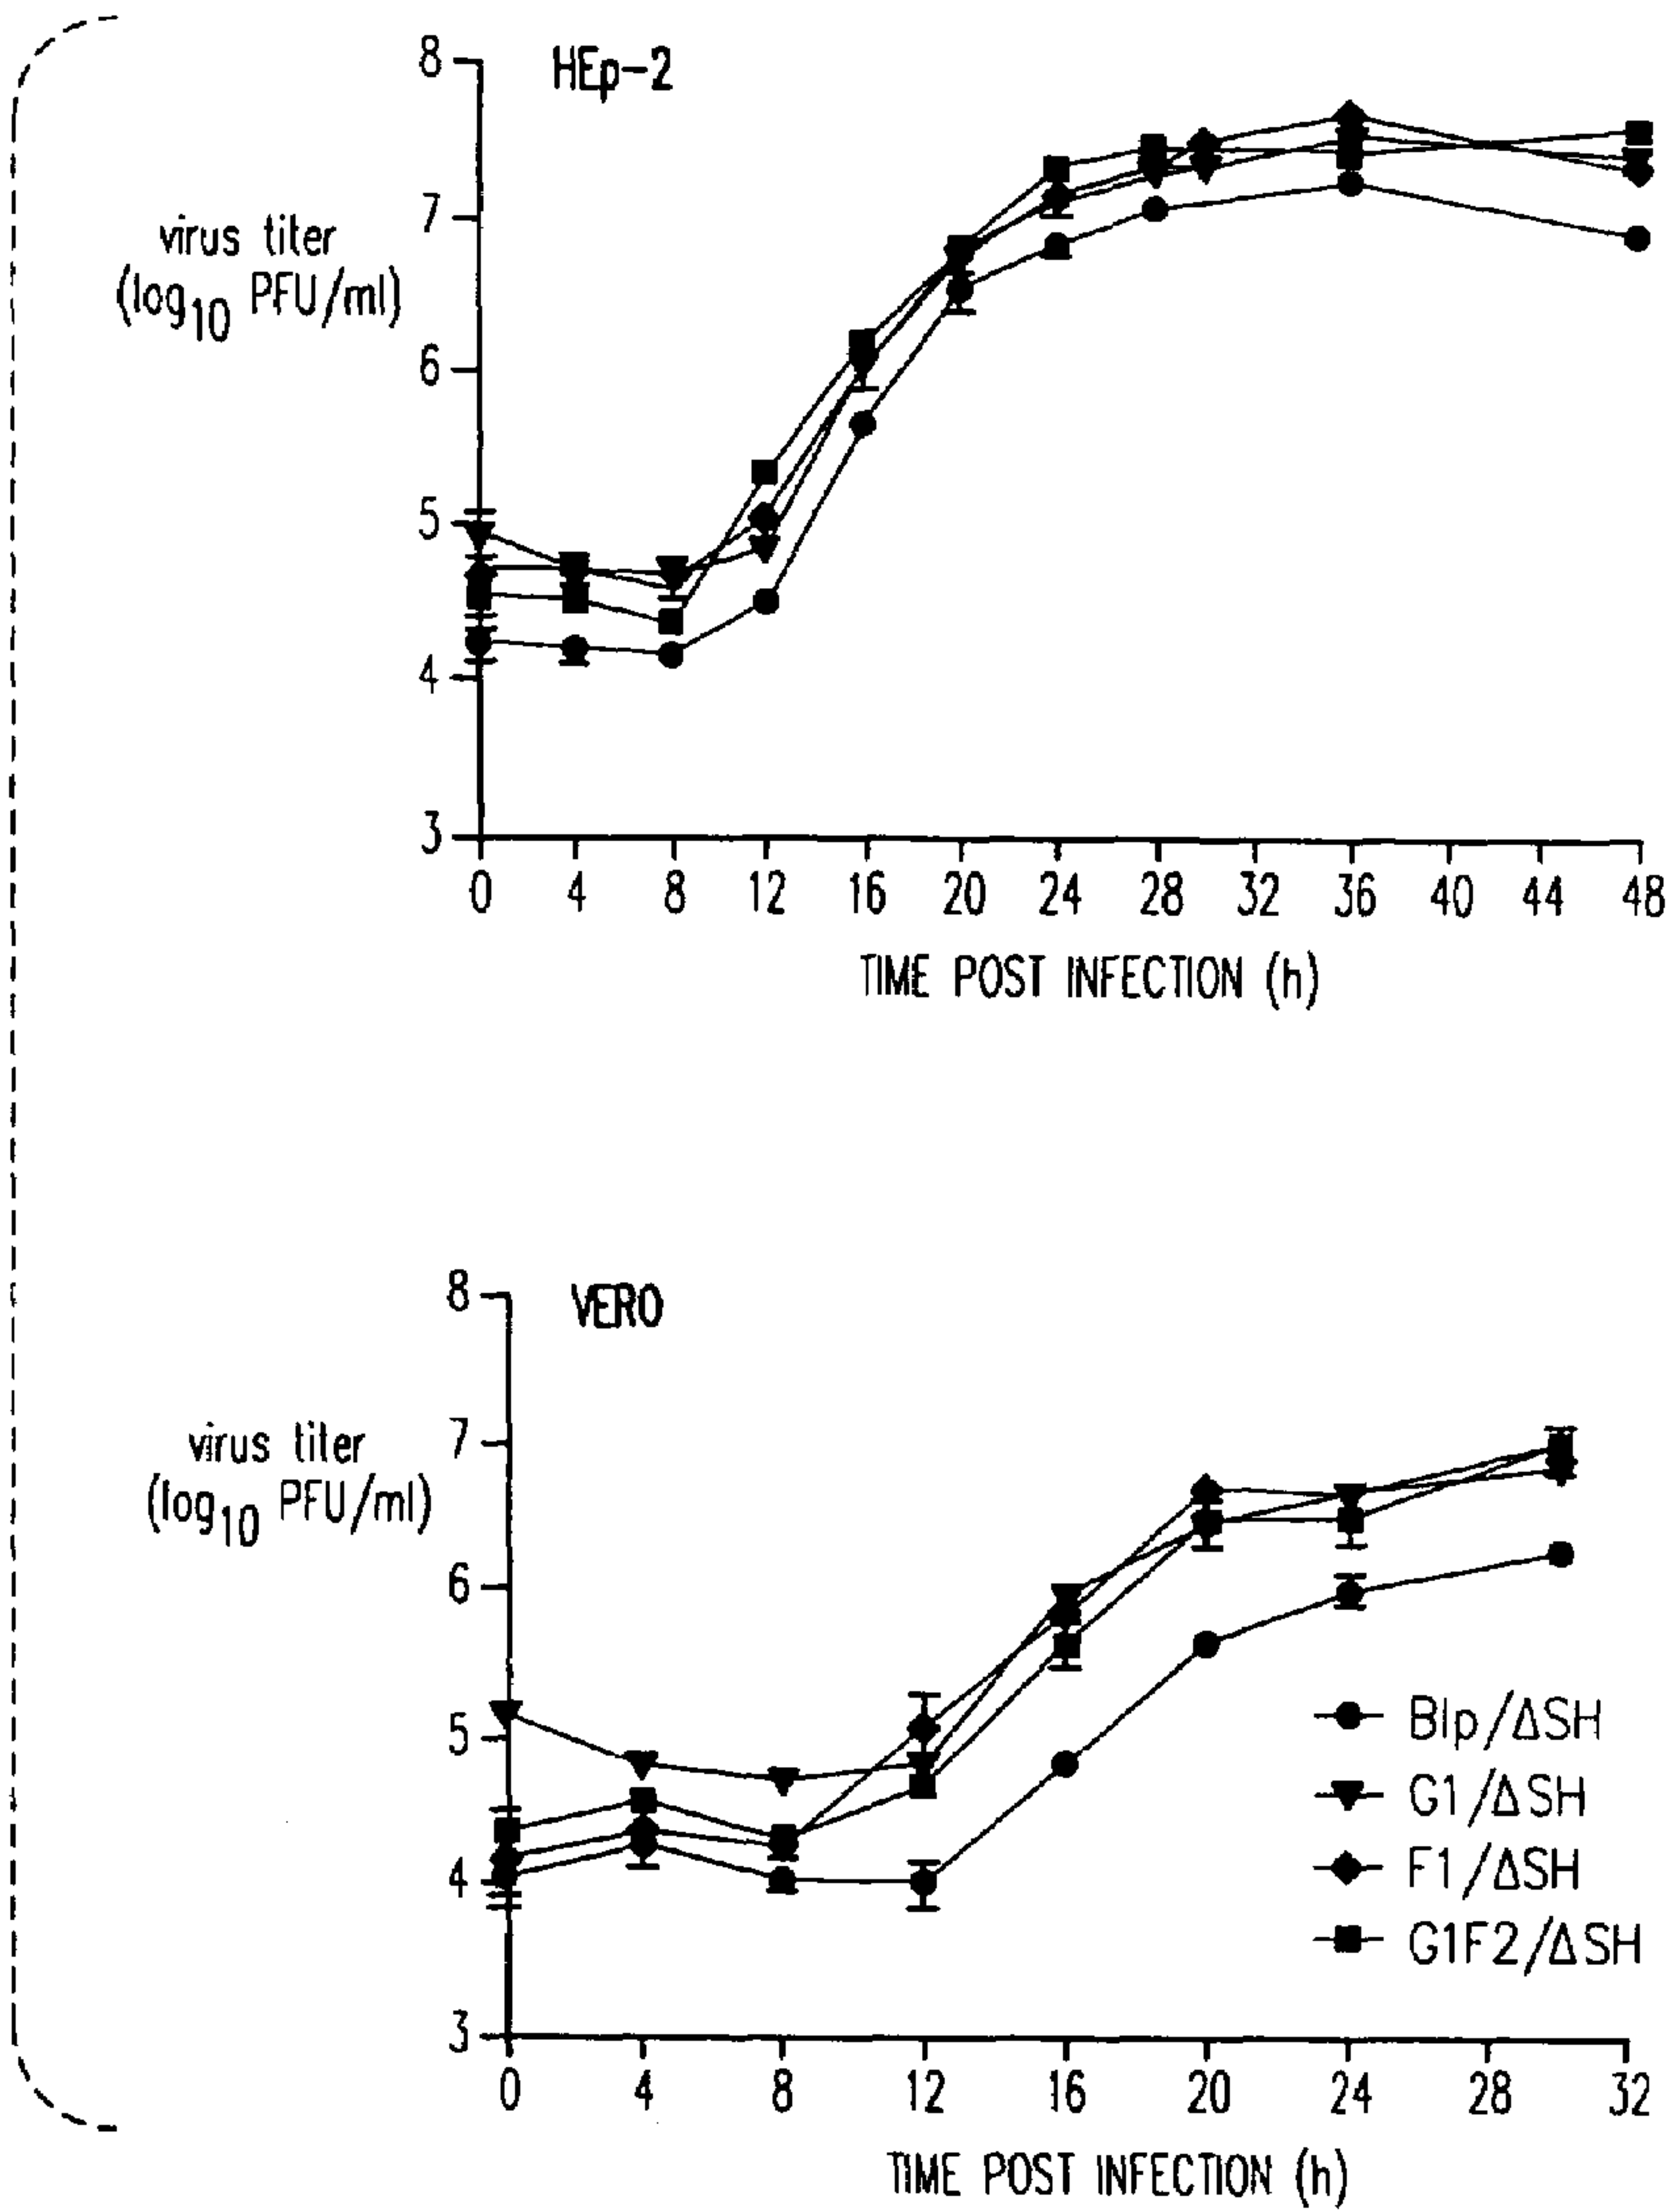 HEp-2
8
7
6
5
4
3
virus titer
(log10 PFU/ml)
0 4 8 12 16 20 24 28 32 36 40 44 48
TIME POST INFECTION (h)
VERO
8
7
6
5
4
3
virus titer
(log10 PFU/ml)
Blp/ΔSH
G1/ΔSH
F1/ΔSH
G1F2/ΔSH
0 4 8 12 16 20 24 28 32
TIME POST INFECTION (h)